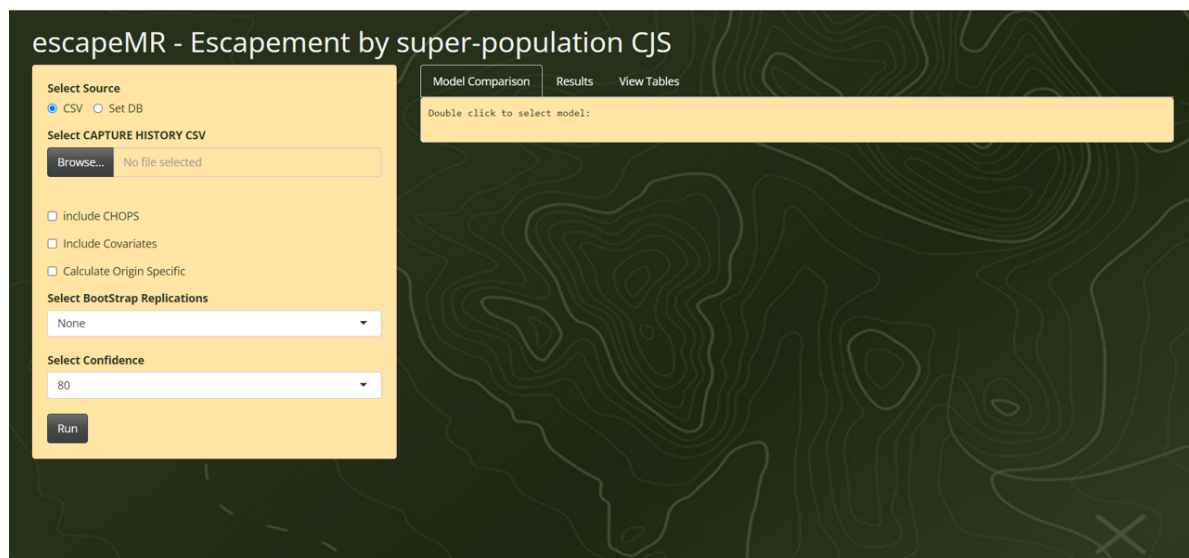 escapeMR - Escapement by super-population CJS
Select Source
CSV Set DB
Select CAPTURE HISTORY CSV
Browse... No file selected
include CHOPS
Include Covariates
Calculate Origin Specific
Select BootStrap Replications
None
Select Confidence
80
Run
Model Comparison Results View Tables
Double click to select model: